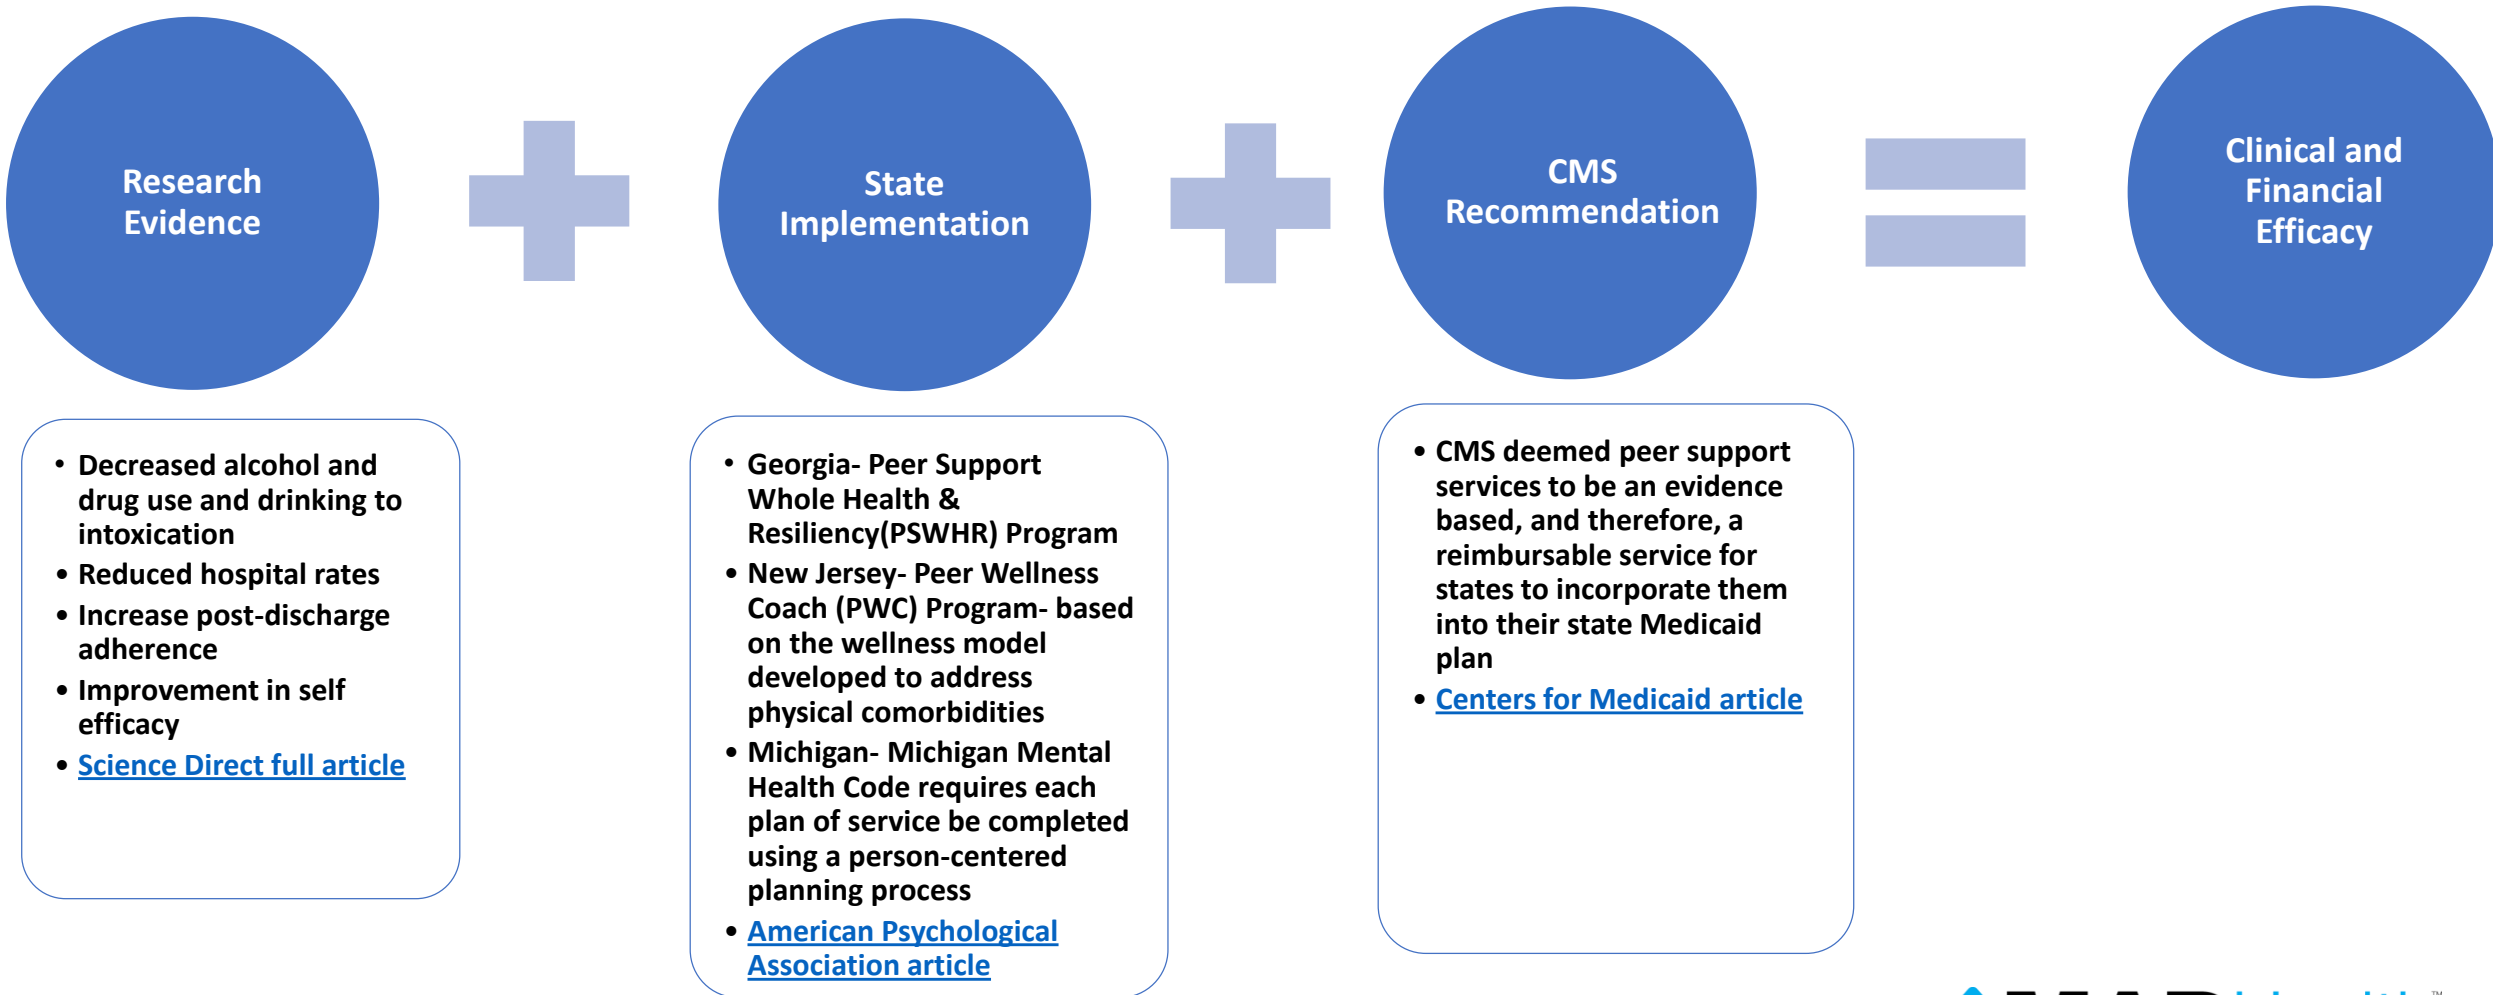 Research
Evidence
State
Implementation
CMS
Recommendation
Clinical and
Financial
Efficacy
• Decreased alcohol and
drug use and drinking to
intoxication
• Reduced hospital rates
• Increase post-discharge
adherence
• Improvement in self
efficacy
• Science Direct full article
• Georgia- Peer Support
Whole Health &
Resiliency(PSWHR) Program
• New Jersey- Peer Wellness
Coach (PWC) Program- based
on the wellness model
developed to address
physical comorbidities
• Michigan- Michigan Mental
Health Code requires each
plan of service be completed
using a person-centered
planning process
• American Psychological
Association article
• CMS deemed peer support
services to be an evidence
based, and therefore, a
reimbursable service for
states to incorporate them
into their state Medicaid
plan
• Centers for Medicaid article